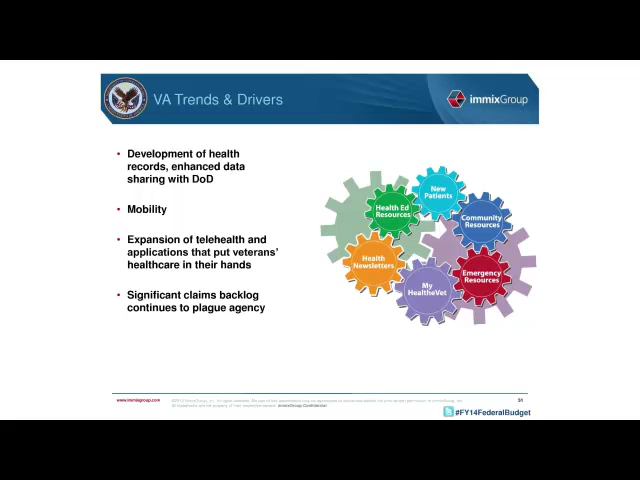 VA Trends & Drivers
immixGroup
• Development of health
records, enhanced data
sharing with DoD
• Mobility
• Expansion of telehealth and
applications that put veterans'
healthcare in their hands
• Significant claims backlog
continues to plague agency
New
Patients
Health Ed
Resources
Community
Resources
Health
Newsletters
Emergency
Resources
My
HealtheVet
www.immixgroup.com
immixGroup Confidential
#FY14FederalBudget